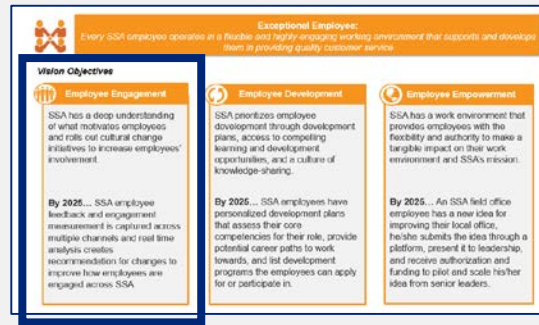 Exceptional Employee:
Every SSA employee operates in a flexible and highly-engaging working environment that supports and develops
them in providing quality customer service
Vision Objectives
Employee Engagement
SSA has a deep understanding
of what motivates employees
and rolls out cultural change
initiatives to increase employees'
involvement.
By 2025... SSA employee
feedback and engagement
measurement is captured across
multiple channels and real time
analysis creates
recommendation for changes to
improve how employees are
engaged across SSA
Employee Development
SSA prioritizes employee
development through development
plans, access to compelling
learning and development
opportunities, and a culture of
knowledge-sharing.
By 2025... SSA employees have
personalized development plans
that assess their core
competencies for their role, provide
potential career paths to work
towards, and list development
programs the employees can apply
for or participate in.
Employee Empowerment
SSA has a work environment that
provides employees with the
flexibility and authority to make a
tangible impact on their work
environment and SSA's mission.
By 2025... An SSA field office
employee has a new idea for
improving their local office,
he/she submits the idea through a
platform, present it to leadership,
and receive authorization and
funding to pilot and scale his/her
idea from senior leaders.